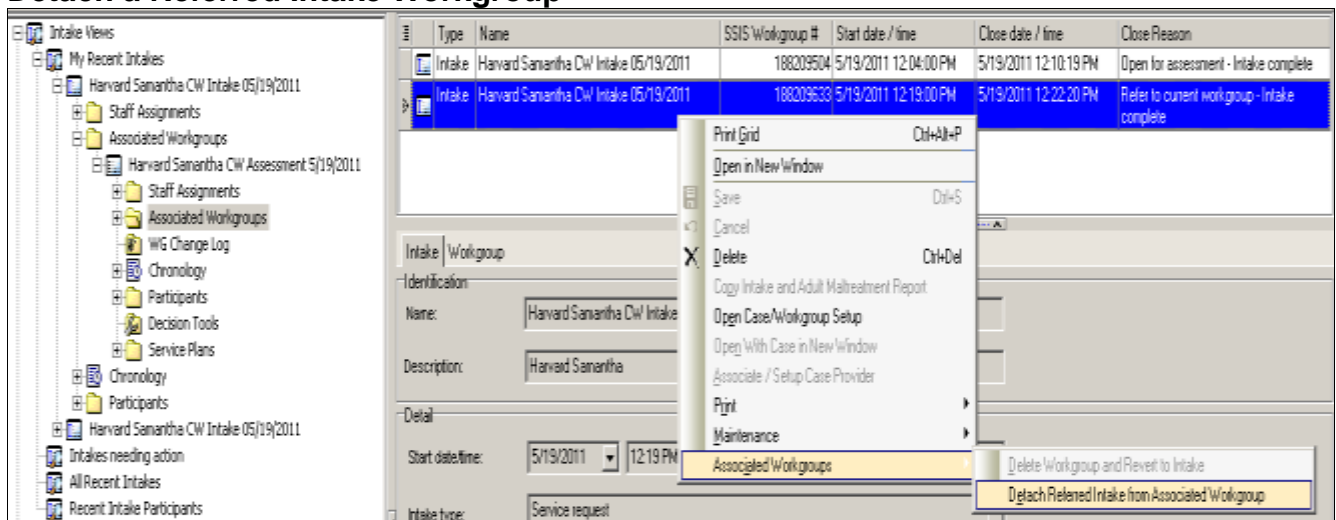 Detach a Referred Intake Workgroup
Intake Views
My Recent Intakes
Harvard Samantha CW Intake 05/19/2011
Staff Assignments
Associated Workgroups
Harvard Samantha CW Assessment 5/19/2011
Staff Assignments
Associated Workgroups
WG Change Log
Chronology
Participants
Decision Tools
Service Plans
Chronology
Participants
Harvard Samantha CW Intake 05/19/2011
Intakes needing action
All Recent Intakes
Recent Intake Participants
Type Name SSIS Workgroup # Start date / time Close date / time Close Reason
Intake Harvard Samantha CW Intake 05/19/2011 188209504 5/19/2011 12:04:00 PM 5/19/2011 12:10:19 PM Open for assessment - Intake complete
Intake Harvard Samantha CW Intake 05/19/2011 188209633 5/19/2011 12:19:00 PM 5/19/2011 12:22:20 PM Refer to current workgroup - Intake
complete
Print Grid Ctrl+Alt+P
Open in New Window
Save Ctrl+S
Cancel
Delete Ctrl+Del
Copy Intake and Adult Maltreatment Report
Open Case/Workgroup Setup
Open With Case in New Window
Associate / Setup Case Provider
Print
Maintenance
Associated Workgroups
Delete Workgroup and Revert to Intake
Detach Referred Intake from Associated Workgroup
Intake Workgroup
Identification
Name: Harvard Samantha CW Intake
Description: Harvard Samantha
Detail
Start date/time: 5/19/2011 12:19 PM
Intake type: Service request